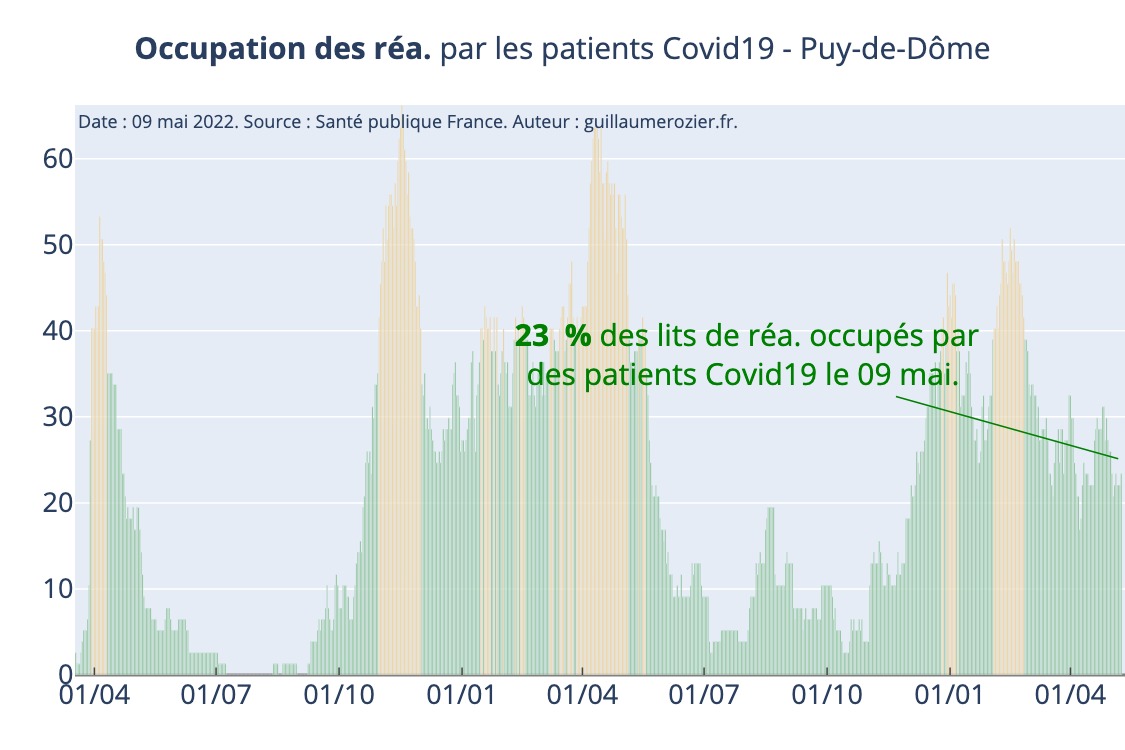 Occupation des réa. par les patients Covid19 - Puy-de-Dôme
Date : 09 mai 2022. Source : Santé publique France. Auteur : guillaumerozier.fr.
60
50
40
23 % des lits de réa. occupés par
des patients Covid19 le 09 mai.
30
20
10
0
01/04 01/07 01/10 01/01 01/04 01/07 01/10 01/01 01/04